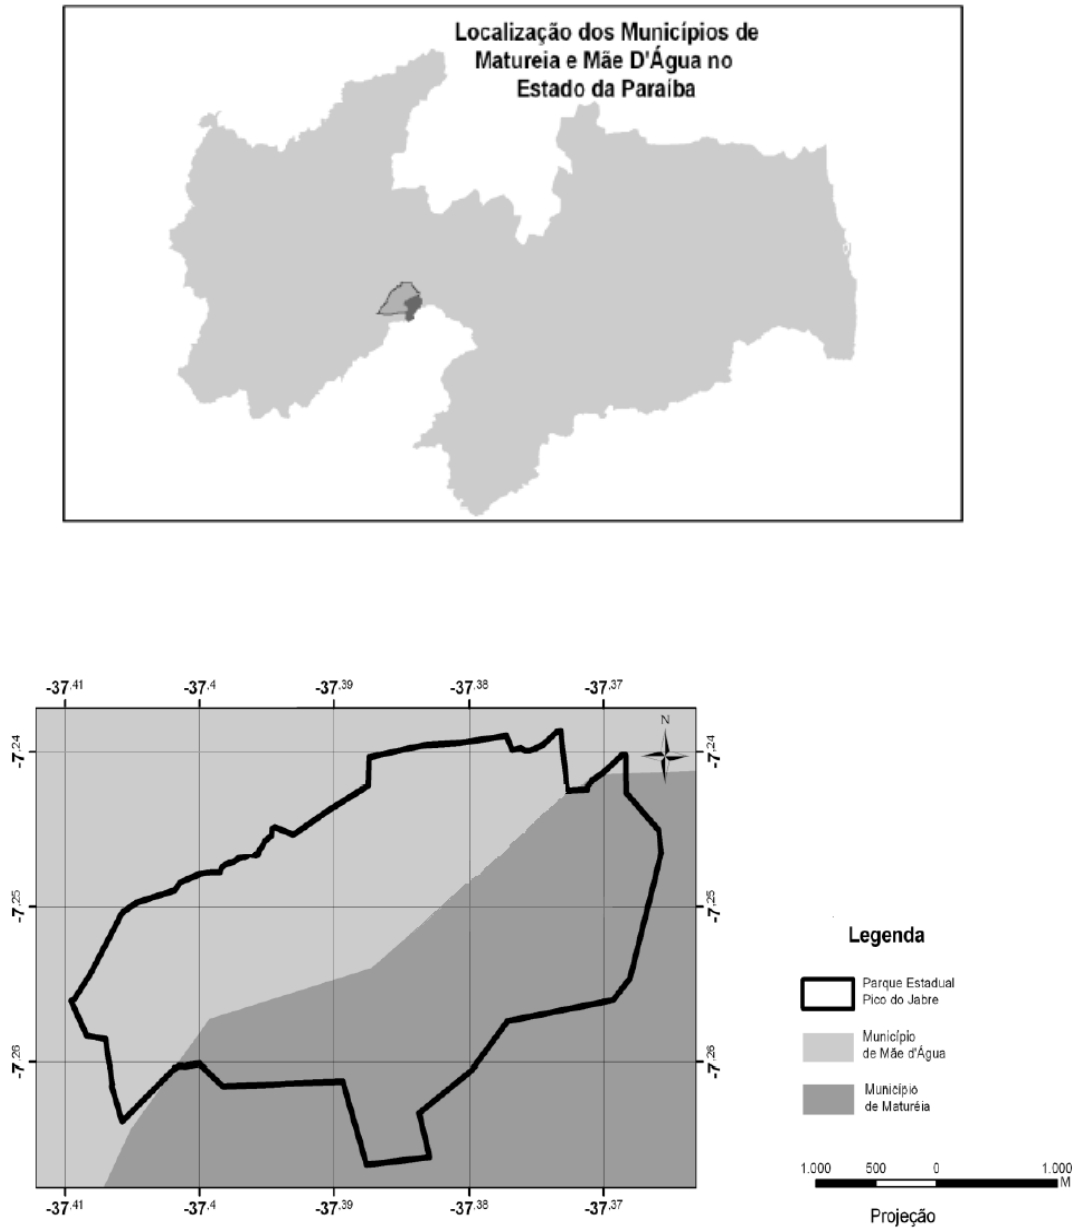 Localização dos Municípios de
Matureia e Mãe D'Água no
Estado da Paraíba
-37.41 -37.4 -37.39 -37.38 -37.37
N
-7.24 -7.24
-7.25 -7.25
-7.26 -7.26
-37.41 -37.4 -37.39 -37.38 -37.37
Legenda
Parque Estadual
Pico do Jabre
Município
de Mãe d'Água
Município
de Maturéia
1.000 500 0 1.000
M
Projeção